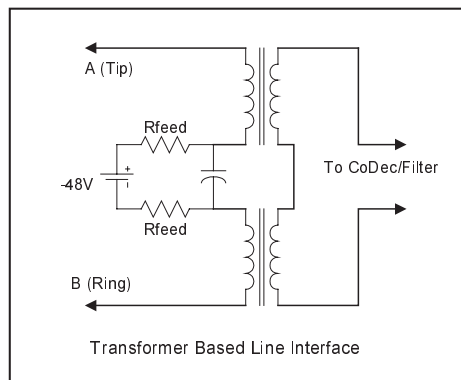 A (Tip)
Rfeed
+
-48V
-
To CoDec/Filter
Rfeed
B (Ring)
Transformer Based Line Interface